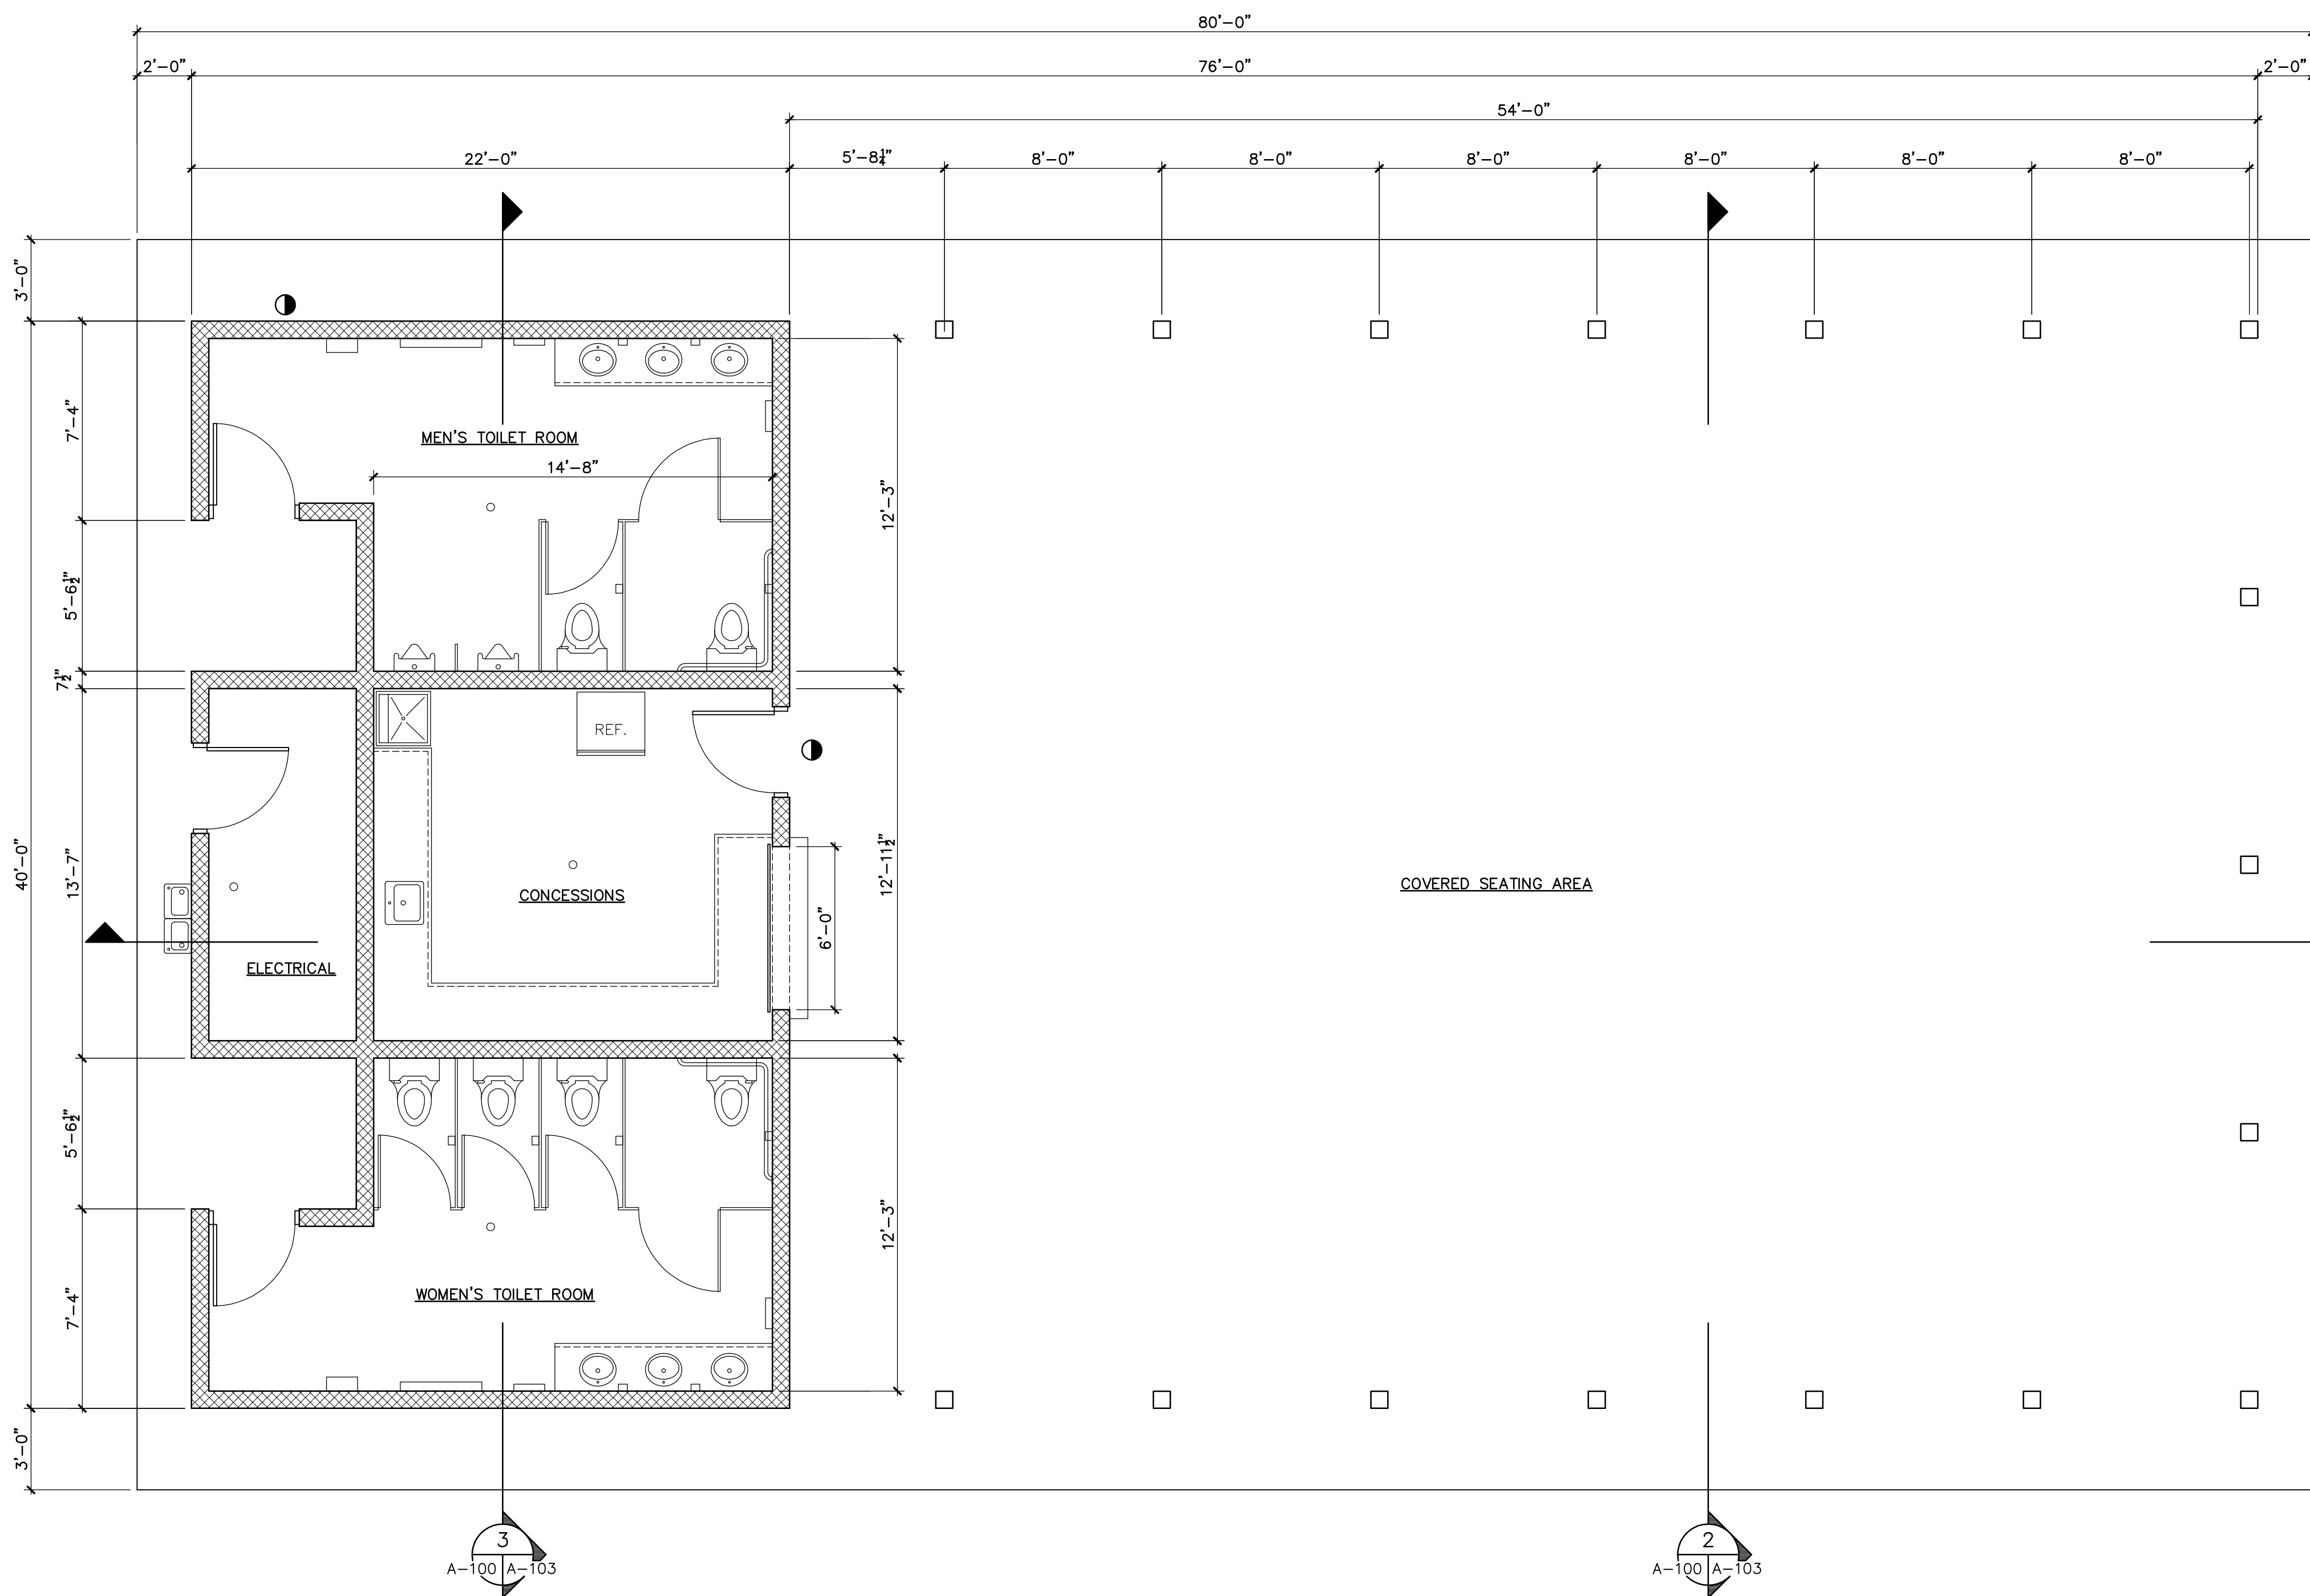 80'-0"
2'-0" 76'-0" 2'-0"
54'-0"
22'-0" 5'-8¼" 8'-0" 8'-0" 8'-0" 8'-0" 8'-0" 8'-0"
3'-0"
7'-4"
MEN'S TOILET ROOM
14'-8"
12'-3"
5'-6½"
7½"
REF.
40'-0"
13'-7"
12'-11½"
CONCESSIONS
COVERED SEATING AREA
6'-0"
ELECTRICAL
5'-6½"
12'-3"
WOMEN'S TOILET ROOM
7'-4"
3'-0"
3
A-100 A-103
2
A-100 A-103